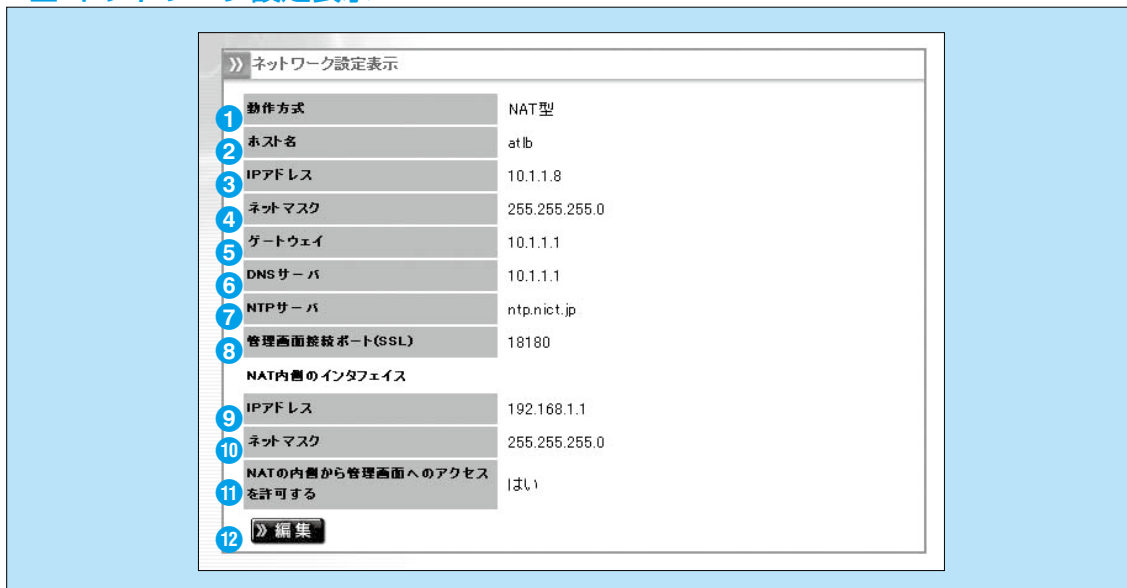 » ネットワーク設定表示
1 動作方式 NAT型
2 ホスト名 atlb
3 IPアドレス 10.1.1.8
4 ネットマスク 255.255.255.0
5 ゲートウェイ 10.1.1.1
6 DNSサーバ 10.1.1.1
7 NTPサーバ ntp.nict.jp
8 管理画面接続ポート(SSL) 18180
NAT内側のインタフェイス
9 IPアドレス 192.168.1.1
10 ネットマスク 255.255.255.0
11 NATの内側から管理画面へのアクセス
を許可する はい
12 » 編集